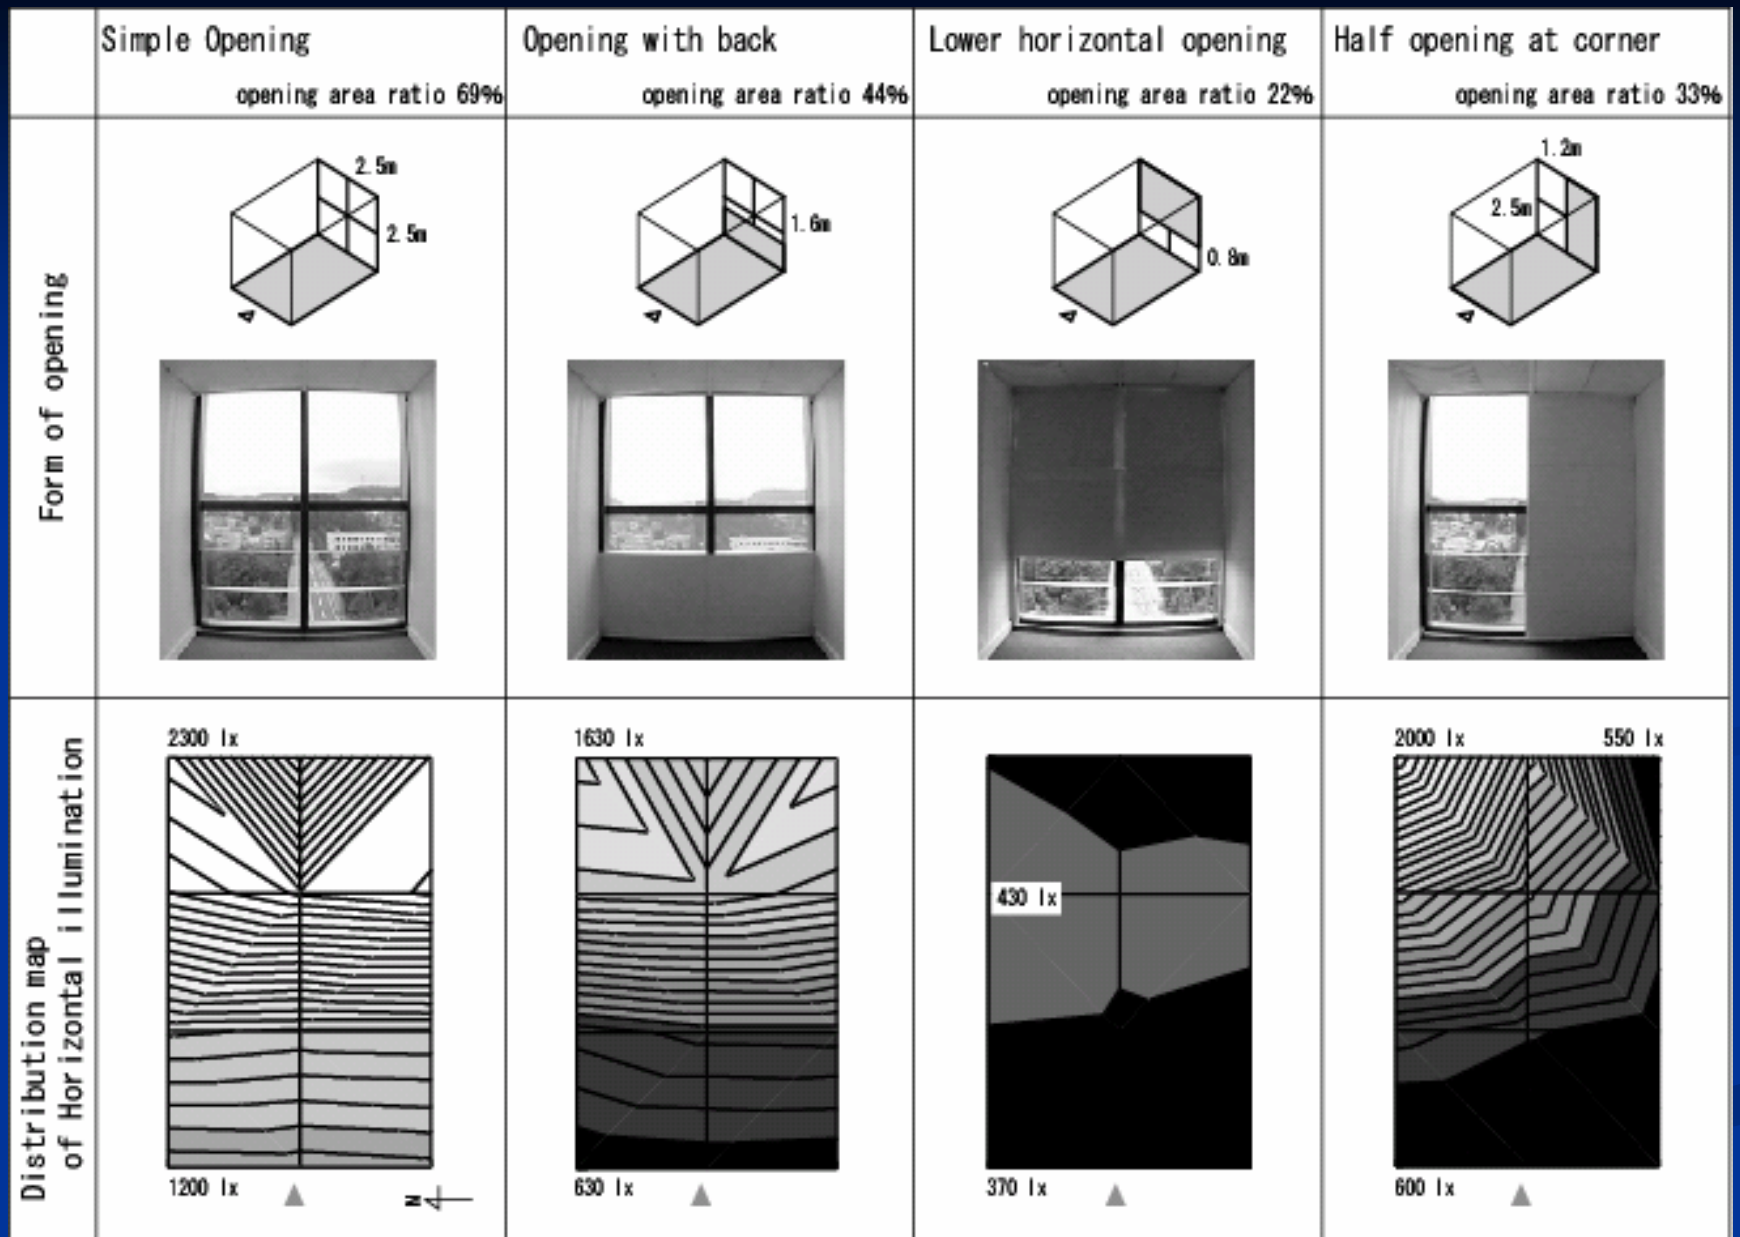 Simple Opening
opening area ratio 69%
Opening with back
opening area ratio 44%
Lower horizontal opening
opening area ratio 22%
Half opening at corner
opening area ratio 33%
Form of opening
2.5m
2.5m
1.6m
0.8m
1.2m
2.5m
Distribution map
of Horizontal illumination
2300 lx
1200 lx
N
1630 lx
630 lx
430 lx
370 lx
2000 lx
550 lx
600 lx